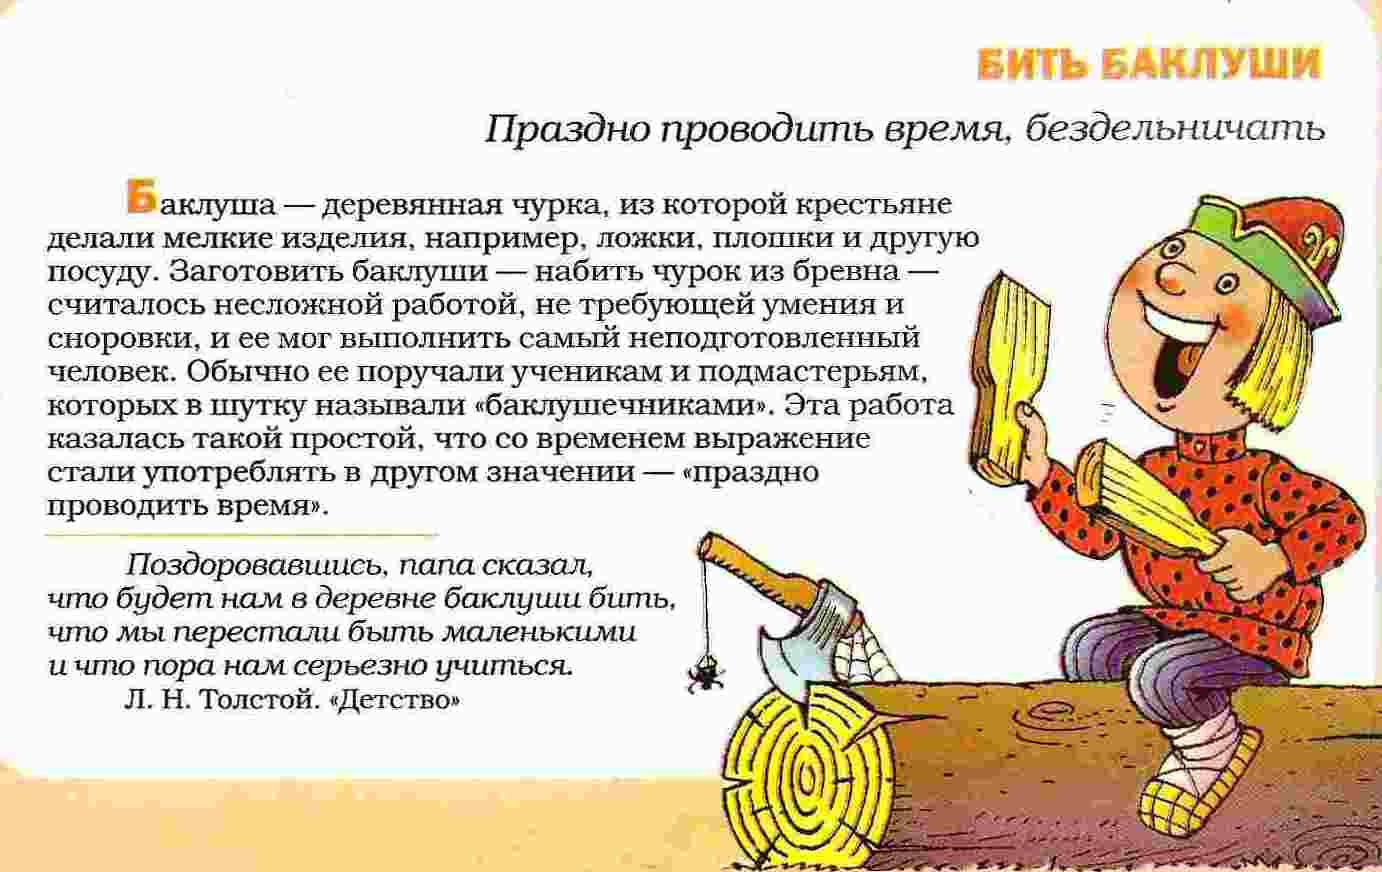 БИТЬ БАКЛУШИ
Праздно проводить время, бездельничать
Баклуша — деревянная чурка, из которой крестьяне
делали мелкие изделия, например, ложки, плошки и другую
посуду. Заготовить баклуши — набить чурок из бревна —
считалось несложной работой, не требующей умения и
сноровки, и ее мог выполнить самый неподготовленный
человек. Обычно ее поручали ученикам и подмастерьям,
которых в шутку называли «баклушечниками». Эта работа
казалась такой простой, что со временем выражение
стали употреблять в другом значении — «праздно
проводить время».
Поздоровавшись, папа сказал,
что будет нам в деревне баклуши бить,
что мы перестали быть маленькими
и что пора нам серьезно учиться.
Л. Н. Толстой. «Детство»